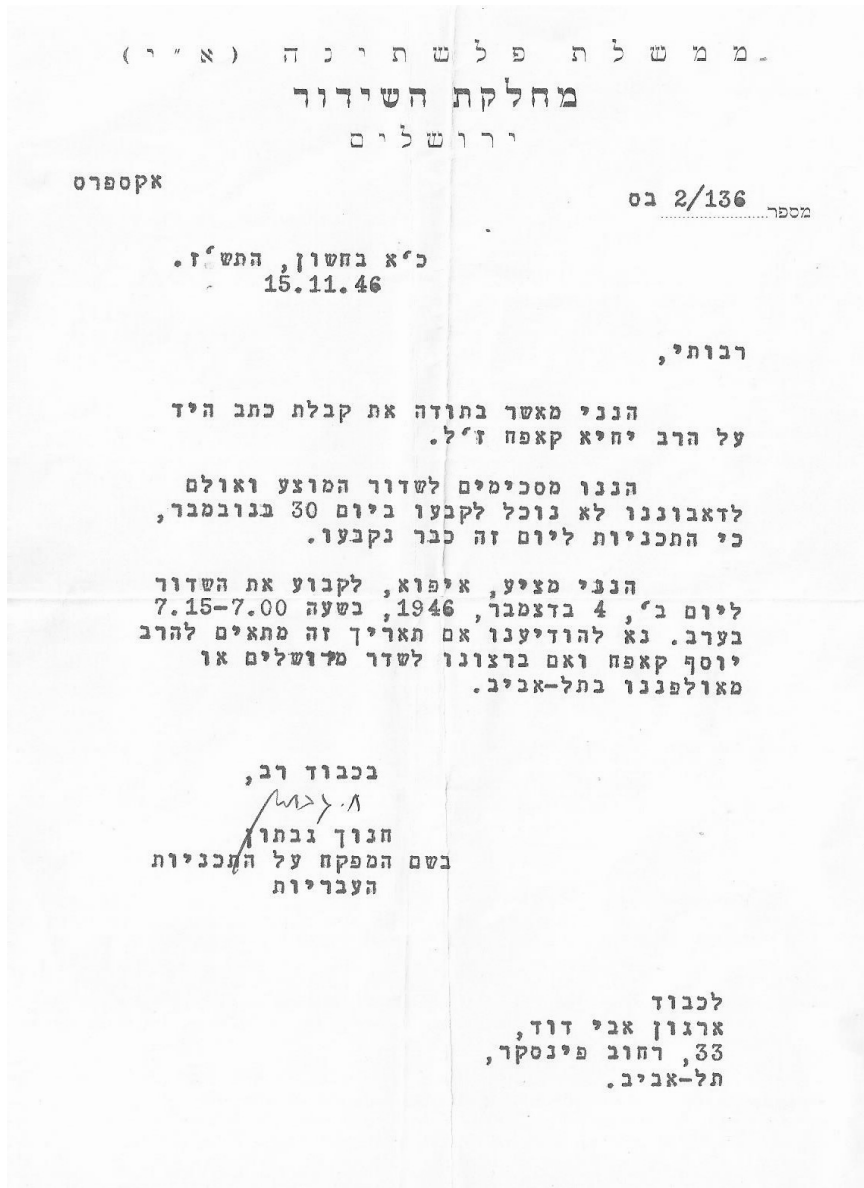 ממשלת פלשתינה (א״י)
מחלקת השידור
ירושלים
אקספרס
מספר 2/136 בס
כ'א בחשון, התש'ז.
15.11.46
רבותי,
הנני מאשר בתודה את קבלת כתב היד
על הרב יחיא קאפח ז'ל.
הננו מסכימים לשדור המוצע ואולם
לדאבוננו לא נוכל לקבעו ביום 30 בנובמבר,
כי התכניות ליום זה כבר נקבעו.
הנני מציע, איפוא, לקבוע את השדור
ליום ב', 4 בדצמבר, 1946, בשעה 7.15-7.00
בערב. נא להודיענו אם תאריך זה מתאים להרב
יוסף קאפח ואם ברצונו לשדר מירושלים או
מאולפננו בתל-אביב.
בכבוד רב,
חנוך גבתון
בשם המפקח על התכניות
העבריות
לכבוד
ארגון אבי דוד,
33, רחוב פינסקר,
תל-אביב.